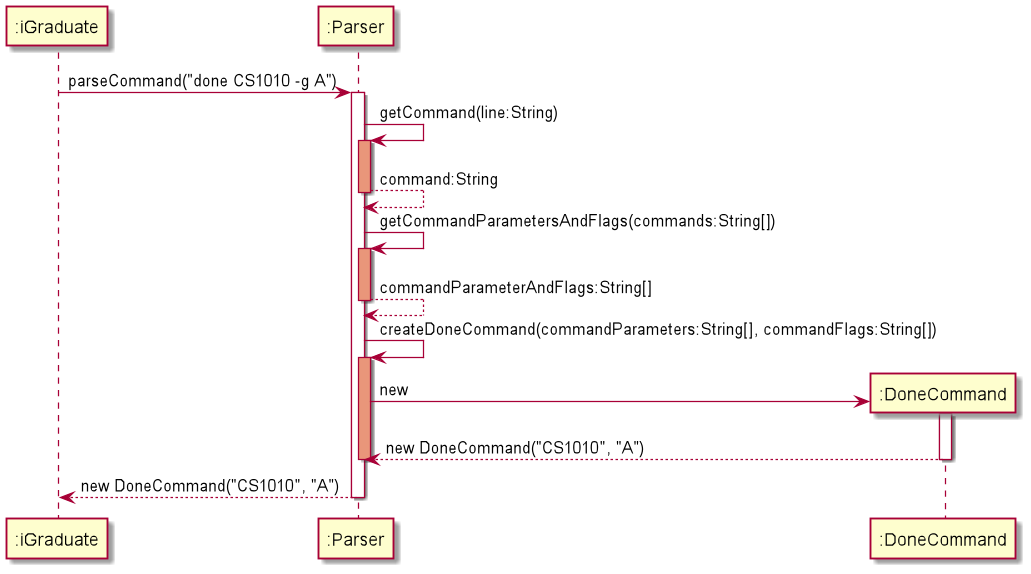 :iGraduate
:Parser
parseCommand("done CS1010 -g A")
getCommand(line:String)
command:String
getCommandParametersAndFlags(commands:String[])
commandParameterAndFlags:String[]
createDoneCommand(commandParameters:String[], commandFlags:String[])
new
:DoneCommand
new DoneCommand("CS1010", "A")
new DoneCommand("CS1010", "A")
:iGraduate
:Parser
:DoneCommand